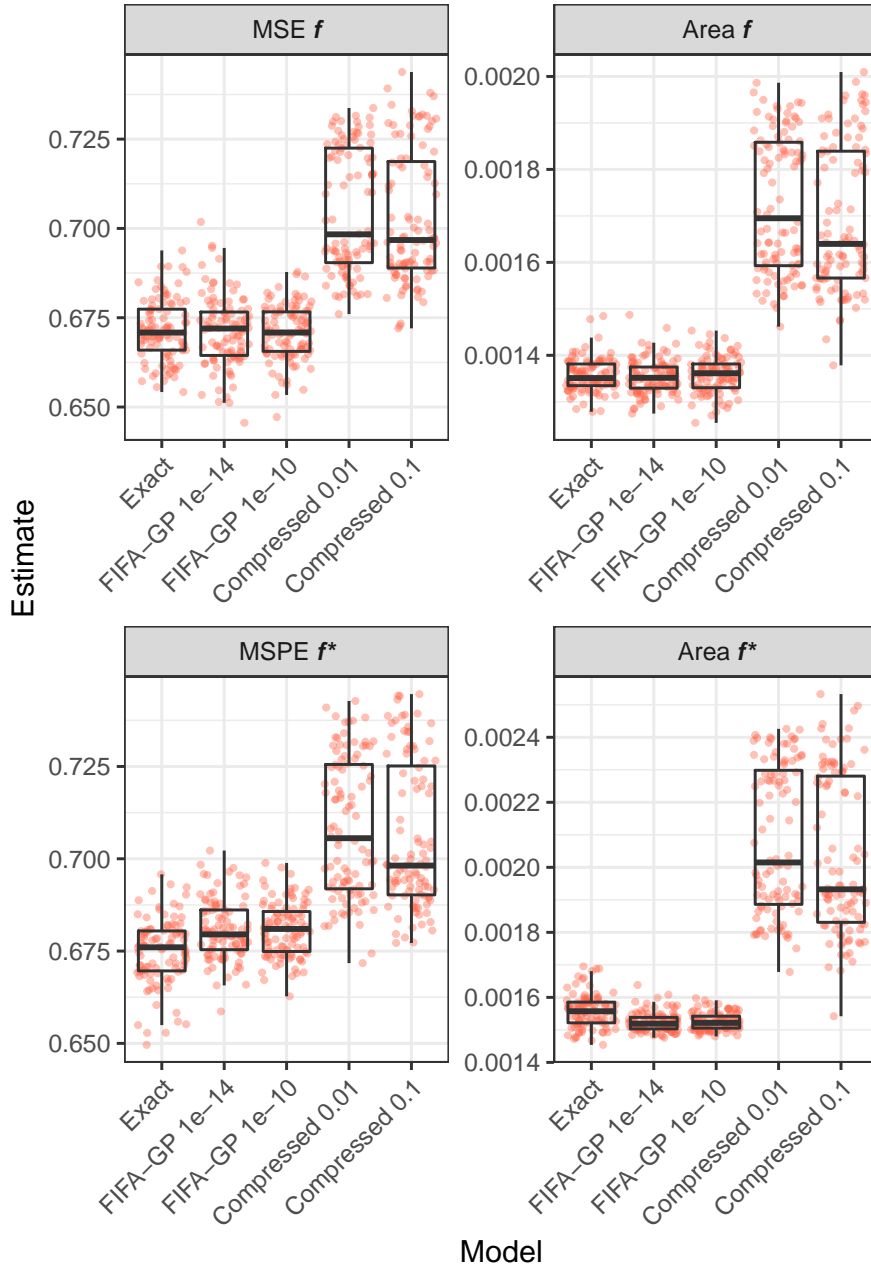 MSE f
Area f
0.725
0.700
0.675
0.650
0.0020
0.0018
0.0016
0.0014
Exact
FIFA−GP 1e−14
FIFA−GP 1e−10
Compressed 0.01
Compressed 0.1
Exact
FIFA−GP 1e−14
FIFA−GP 1e−10
Compressed 0.01
Compressed 0.1
Estimate
MSPE f*
Area f*
0.725
0.700
0.675
0.650
0.0024
0.0022
0.0020
0.0018
0.0016
0.0014
Exact
FIFA−GP 1e−14
FIFA−GP 1e−10
Compressed 0.01
Compressed 0.1
Exact
FIFA−GP 1e−14
FIFA−GP 1e−10
Compressed 0.01
Compressed 0.1
Model